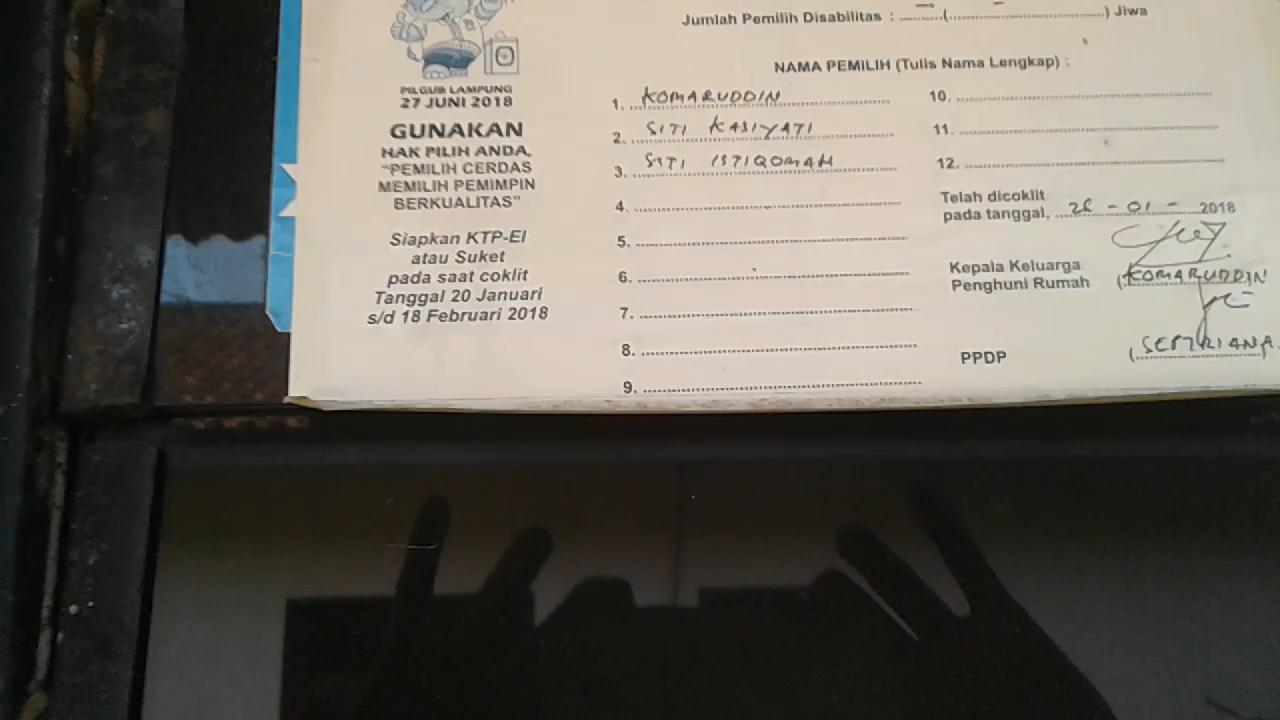 Jumlah Pemilih Disabilitas : ........(..............................) Jiwa
PILGUB LAMPUNG
27 JUNI 2018
GUNAKAN
HAK PILIH ANDA,
"PEMILIH CERDAS
MEMILIH PEMIMPIN
BERKUALITAS"
Siapkan KTP-El
atau Suket
pada saat coklit
Tanggal 20 Januari
s/d 18 Februari 2018
NAMA PEMILIH (Tulis Nama Lengkap) :
1. KOMARUDDIN
2. SITI KASIYATI
3. SITI ISTIQOMAH
4.
5.
6.
7.
8.
9.
10.
11.
12.
Telah dicoklit
pada tanggal, 26 - 01 - 2018
Kepala Keluarga
Penghuni Rumah (KOMARUDDIN
PPDP (SEPTRIANA